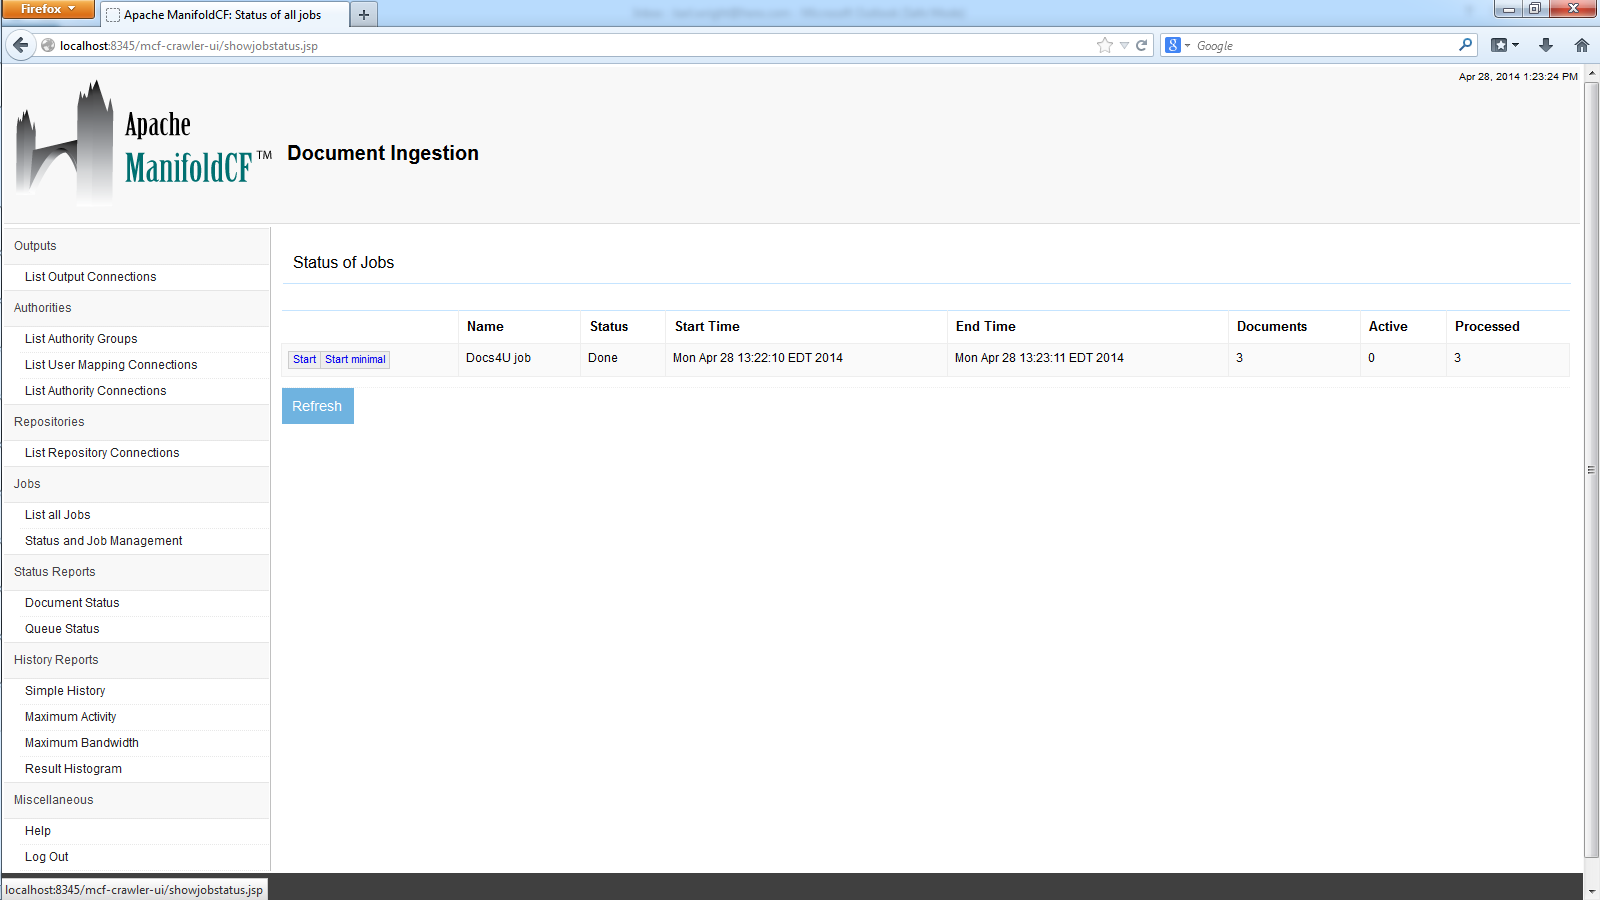 Firefox
Apache ManifoldCF: Status of all jobs
localhost:8345/mcf-crawler-ui/showjobstatus.jsp
Google
Apr 28, 2014 1:23:24 PM
Apache
ManifoldCF™
Document Ingestion
Outputs
List Output Connections
Authorities
List Authority Groups
List User Mapping Connections
List Authority Connections
Repositories
List Repository Connections
Jobs
List all Jobs
Status and Job Management
Status Reports
Document Status
Queue Status
History Reports
Simple History
Maximum Activity
Maximum Bandwidth
Result Histogram
Miscellaneous
Help
Log Out
Status of Jobs
Name Status Start Time End Time Documents Active Processed
Start Start minimal Docs4U job Done Mon Apr 28 13:22:10 EDT 2014 Mon Apr 28 13:23:11 EDT 2014 3 0 3
Refresh
localhost:8345/mcf-crawler-ui/showjobstatus.jsp